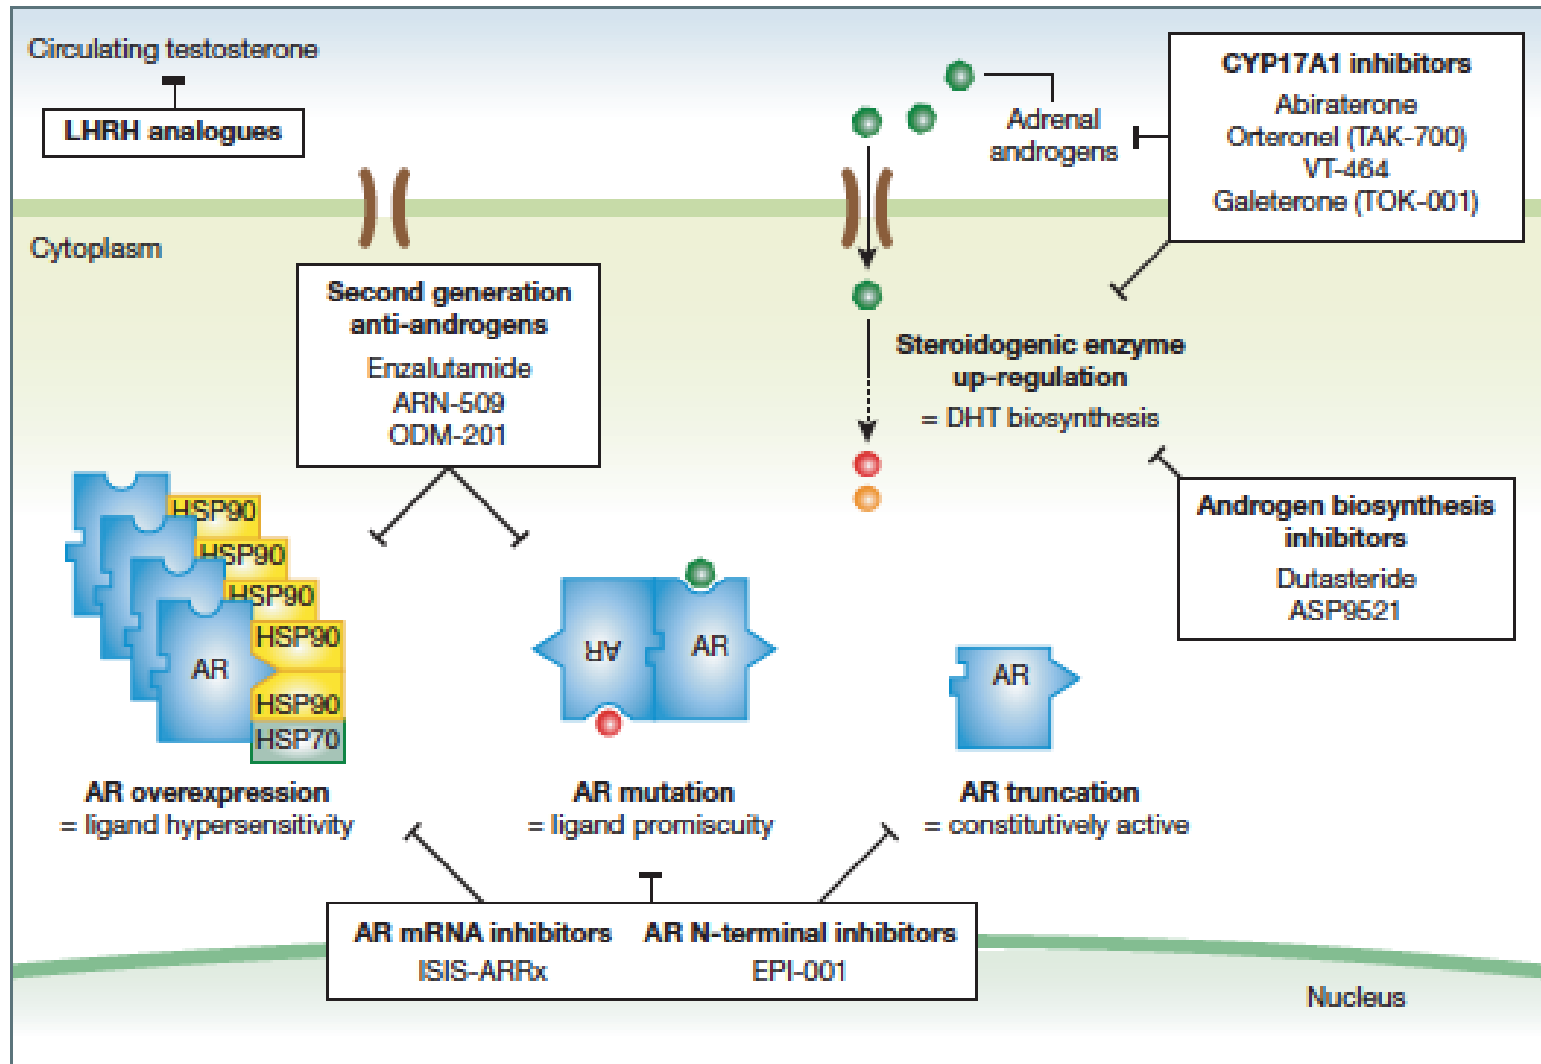 Circulating testosterone
LHRH analogues
Adrenal
androgens
CYP17A1 inhibitors
Abiraterone
Orteronel (TAK-700)
VT-464
Galeterone (TOK-001)
Cytoplasm
Second generation
anti-androgens
Enzalutamide
ARN-509
ODM-201
Steroidogenic enzyme
up-regulation
= DHT biosynthesis
Androgen biosynthesis
inhibitors
Dutasteride
ASP9521
HSP90
HSP90
HSP90
HSP90
AR
HSP90
HSP70
AR
AR
AR
AR overexpression
= ligand hypersensitivity
AR mutation
= ligand promiscuity
AR truncation
= constitutively active
AR mRNA inhibitors
ISIS-ARRx
AR N-terminal inhibitors
EPI-001
Nucleus